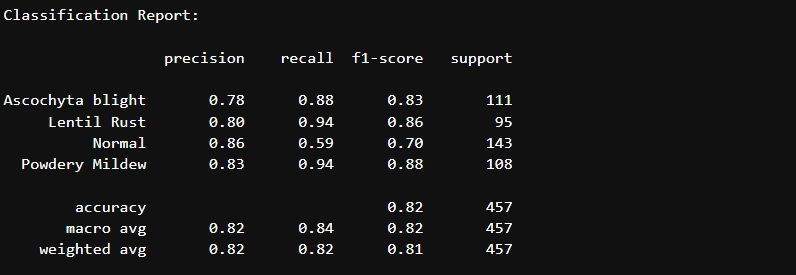 Classification Report:
precision recall f1-score support
Ascochyta blight 0.78 0.88 0.83 111
Lentil Rust 0.80 0.94 0.86 95
Normal 0.86 0.59 0.70 143
Powdery Mildew 0.83 0.94 0.88 108
accuracy 0.82 457
macro avg 0.82 0.84 0.82 457
weighted avg 0.82 0.82 0.81 457